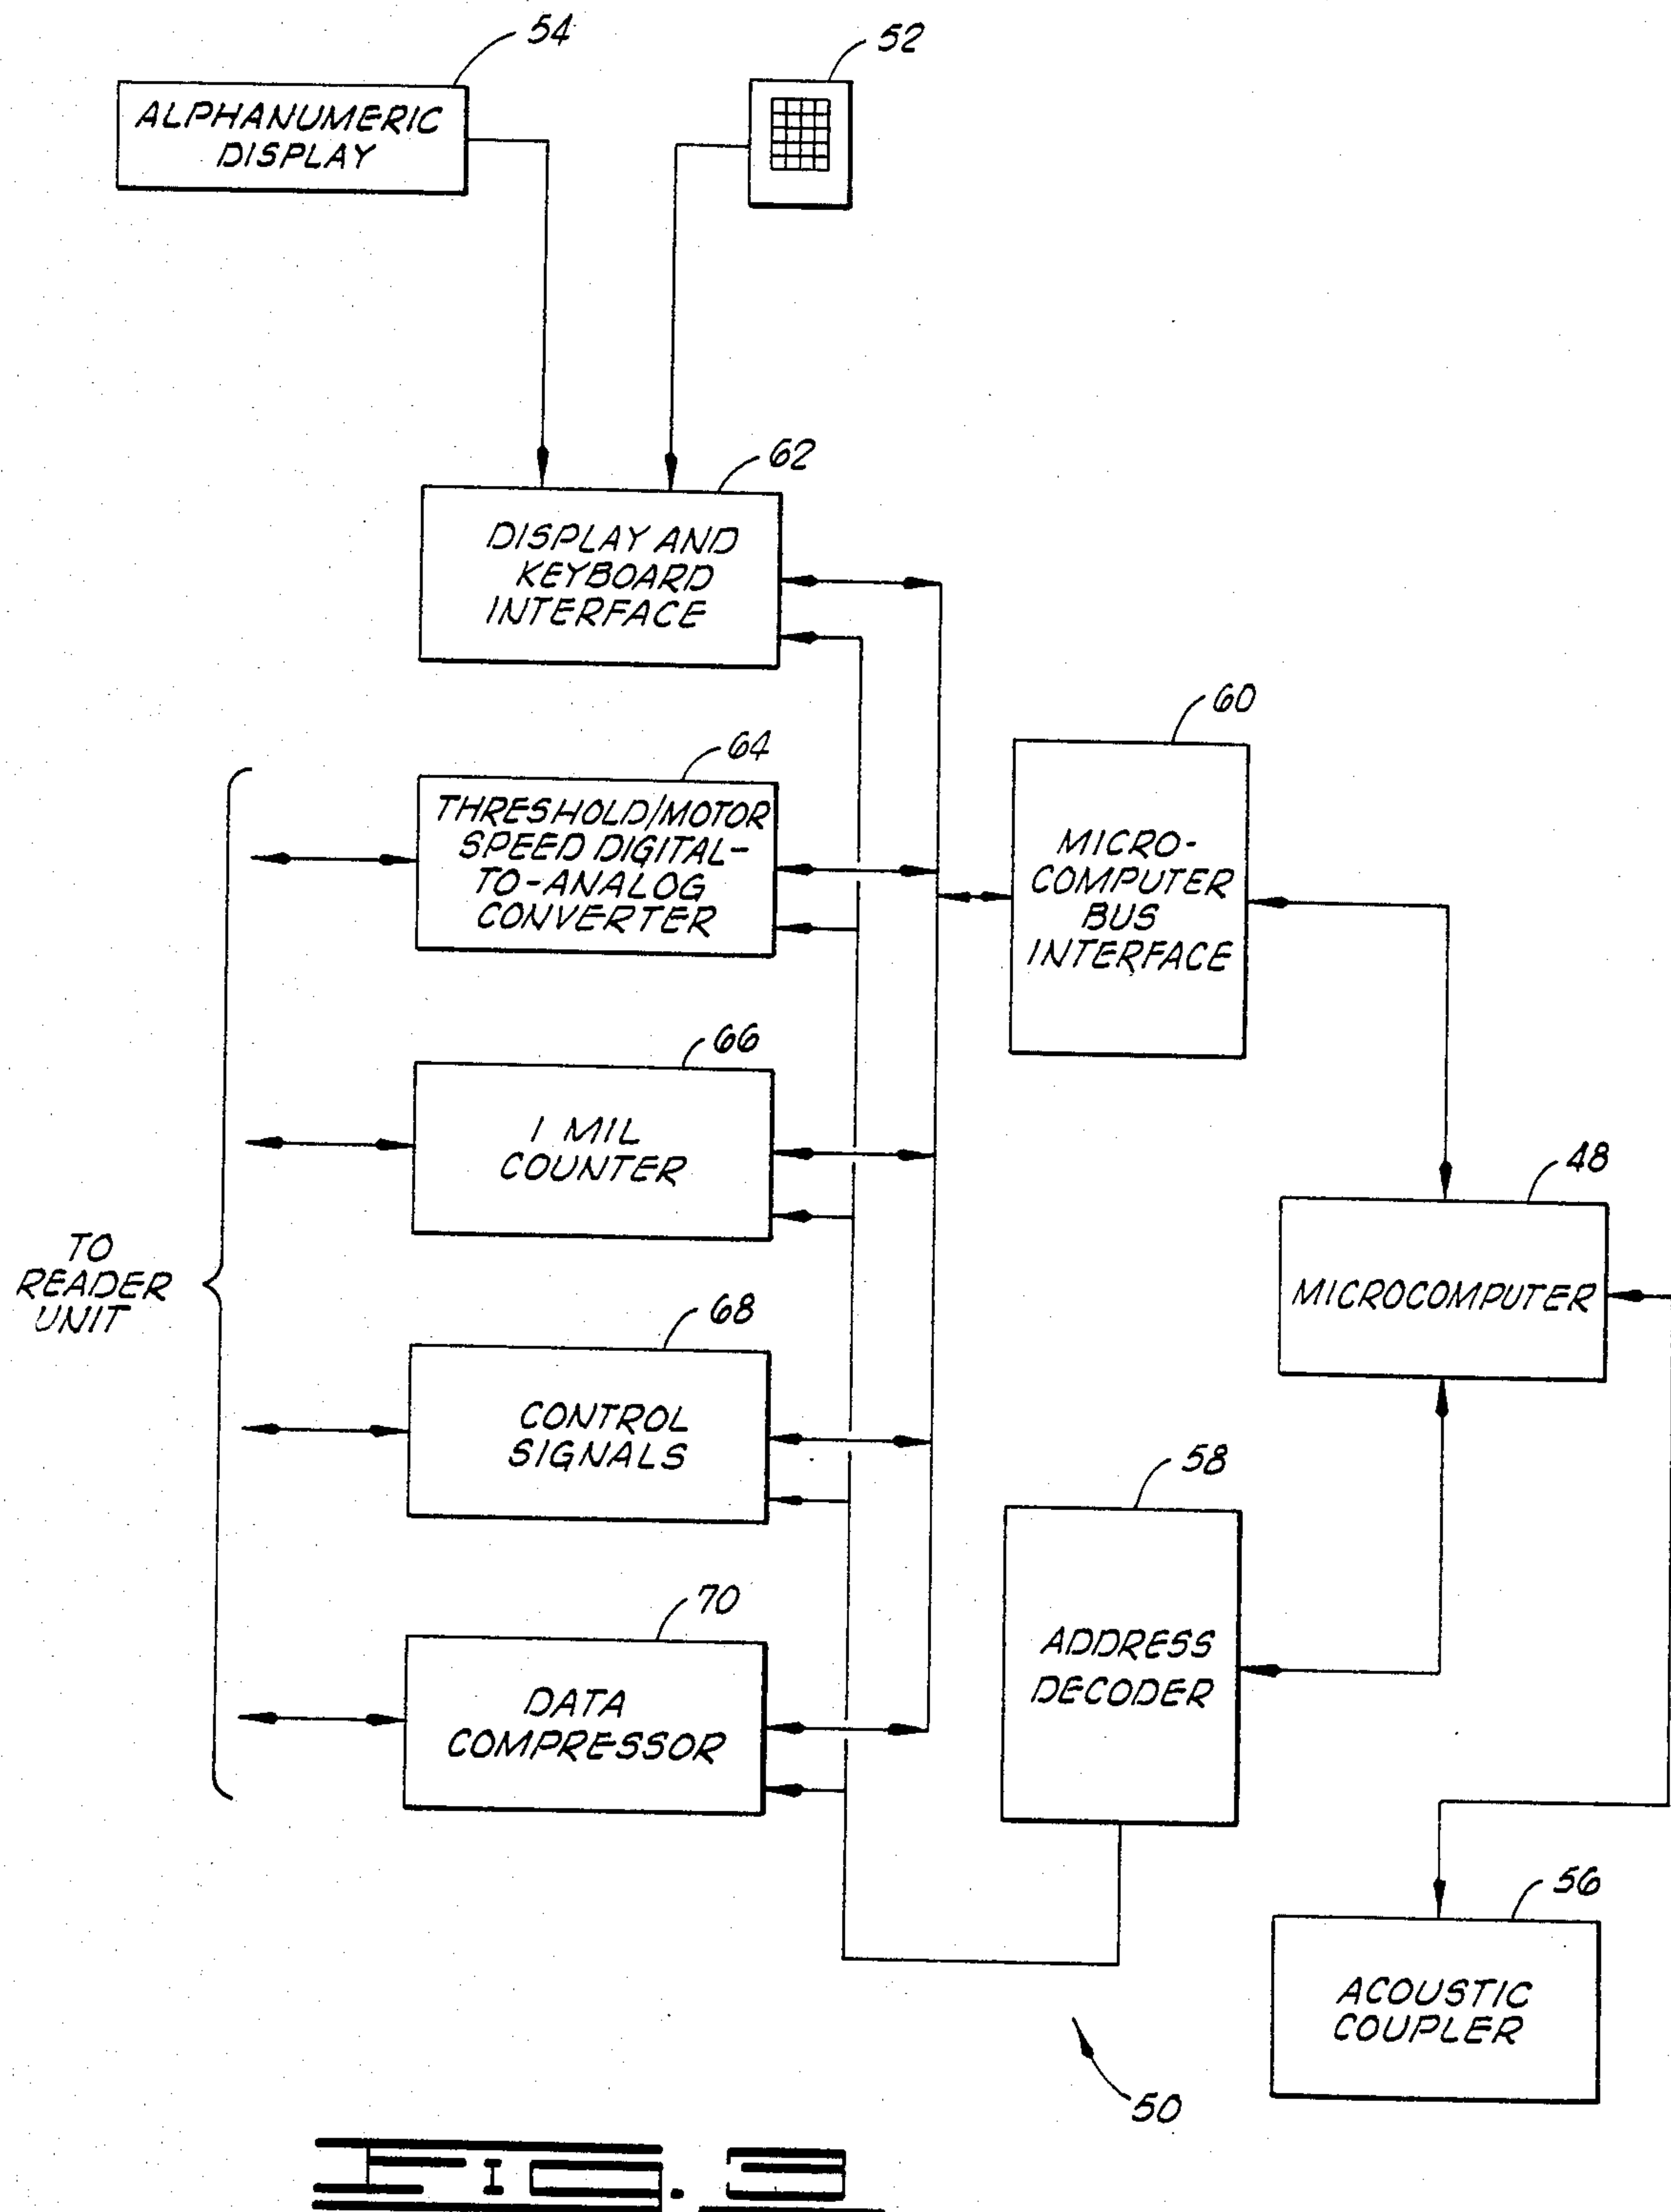 54
52
ALPHANUMERIC
DISPLAY
62
DISPLAY AND
KEYBOARD
INTERFACE
60
64
THRESHOLD/MOTOR
SPEED DIGITAL-
TO-ANALOG
CONVERTER
MICRO-
COMPUTER
BUS
INTERFACE
66
1 MIL
COUNTER
48
MICROCOMPUTER
TO
READER
UNIT
68
CONTROL
SIGNALS
58
ADDRESS
DECODER
70
DATA
COMPRESSOR
56
ACOUSTIC
COUPLER
50